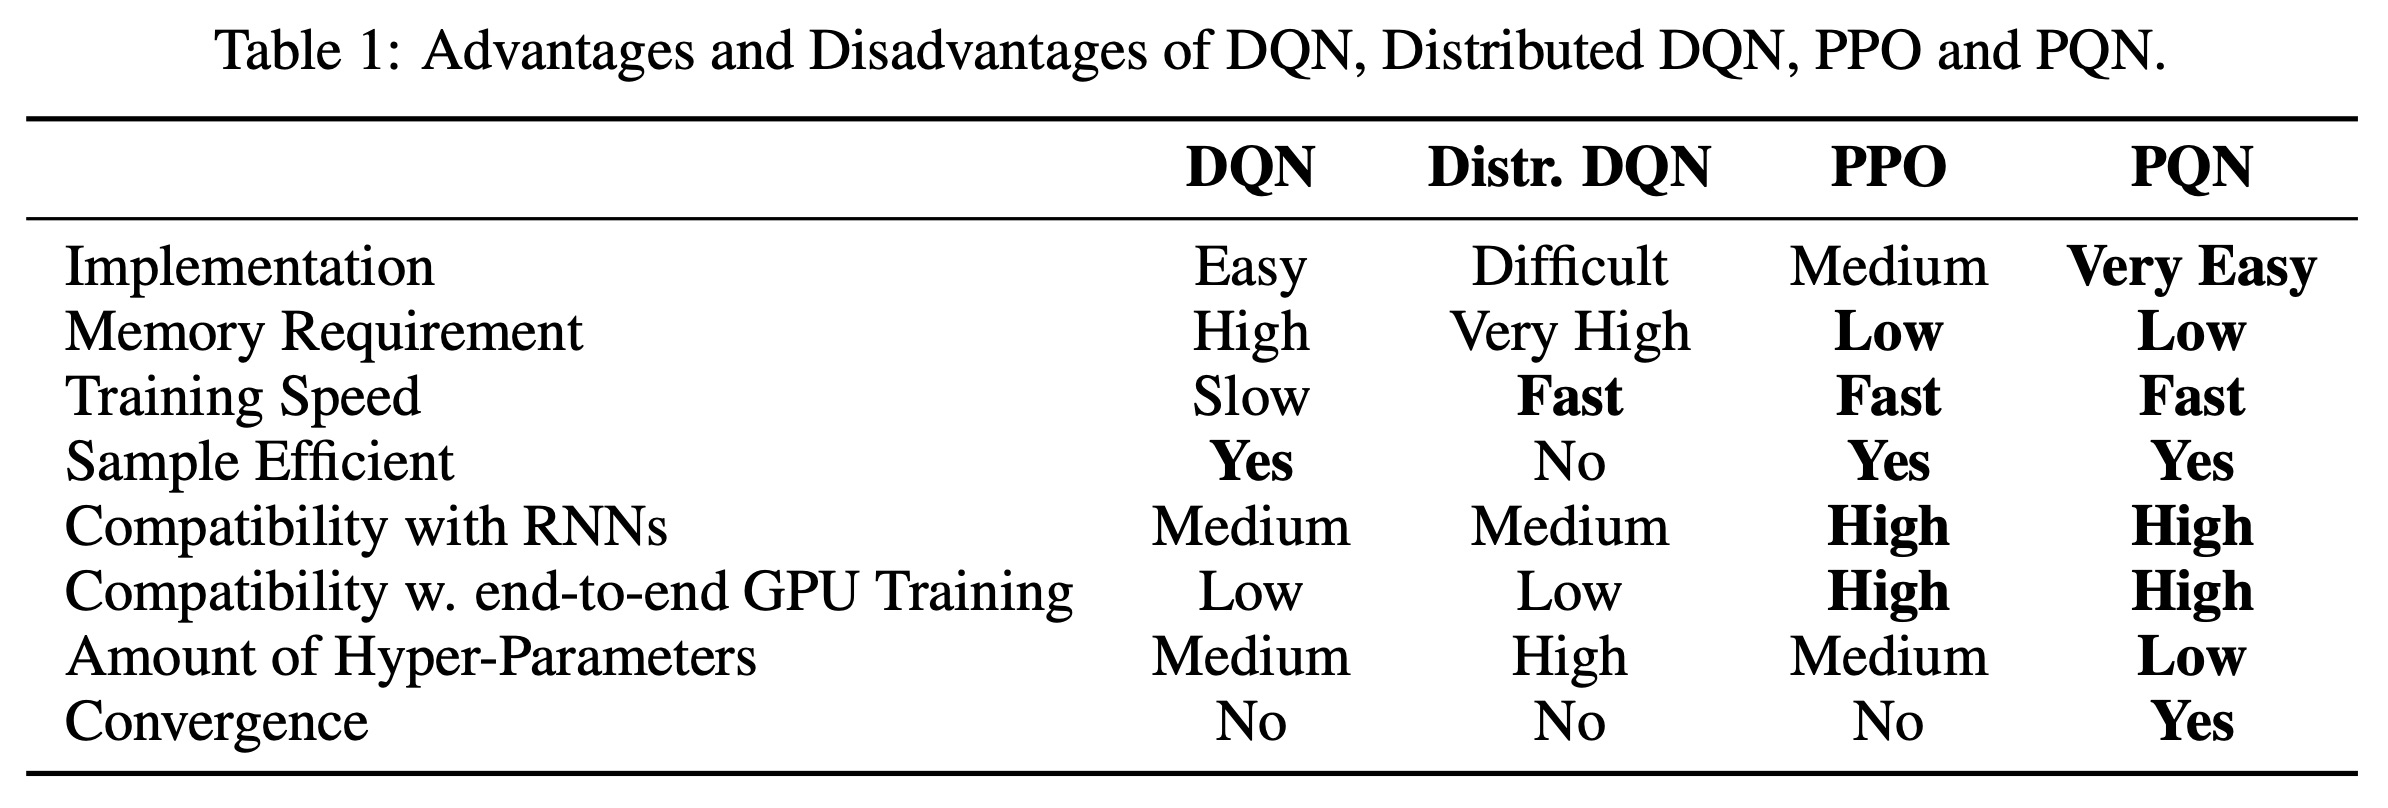 Table 1: Advantages and Disadvantages of DQN, Distributed DQN, PPO and PQN.
DQN Distr. DQN PPO PQN
Implementation Easy Difficult Medium Very Easy
Memory Requirement High Very High Low Low
Training Speed Slow Fast Fast Fast
Sample Efficient Yes No Yes Yes
Compatibility with RNNs Medium Medium High High
Compatibility w. end-to-end GPU Training Low Low High High
Amount of Hyper-Parameters Medium High Medium Low
Convergence No No No Yes